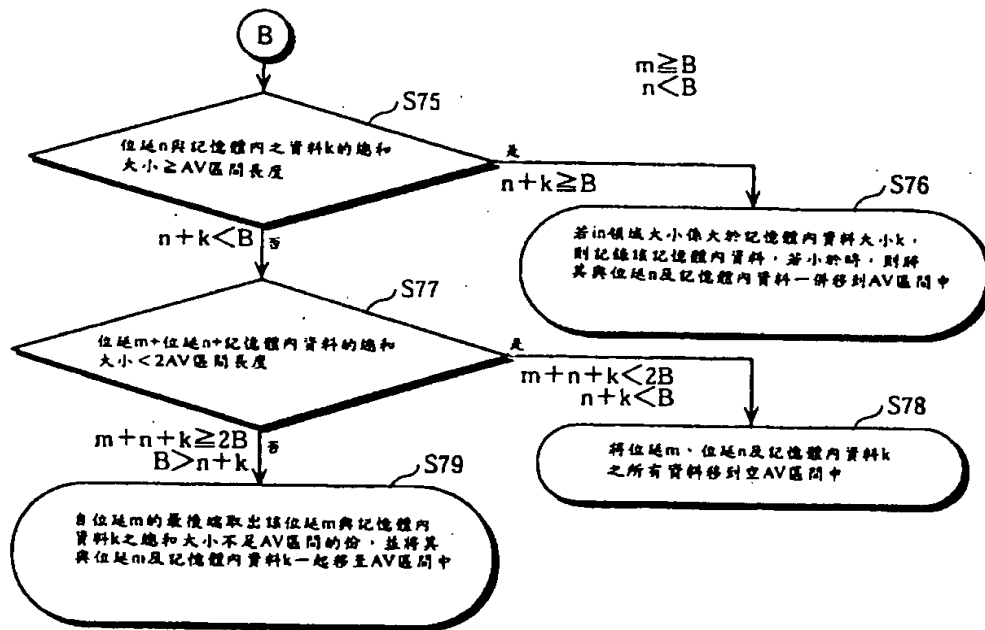 B
m≧B
n<B
S75
位延n與記憶體內之資料k的總和
大小≧AV區間長度
是
n+k≧B
S76
若in領域大小係大於記憶體內資料大小k,
則記錄該記憶體內資料,若小於時,則將
其與位延n及記憶體內資料一併移到AV區間中
n+k<B
否
S77
位延m+位延n+記憶體內資料的總和
大小<2AV區間長度
是
m+n+k<2B
n+k<B
S78
將位延m、位延n及記憶體內資料k
之所有資料移到空AV區間中
m+n+k≧2B
否
B>n+k
S79
自位延m的最後端取出該位延m與記憶體內
資料k之總和大小不足AV區間的份,並將其
與位延m及記憶體內資料k一起移至AV區間中